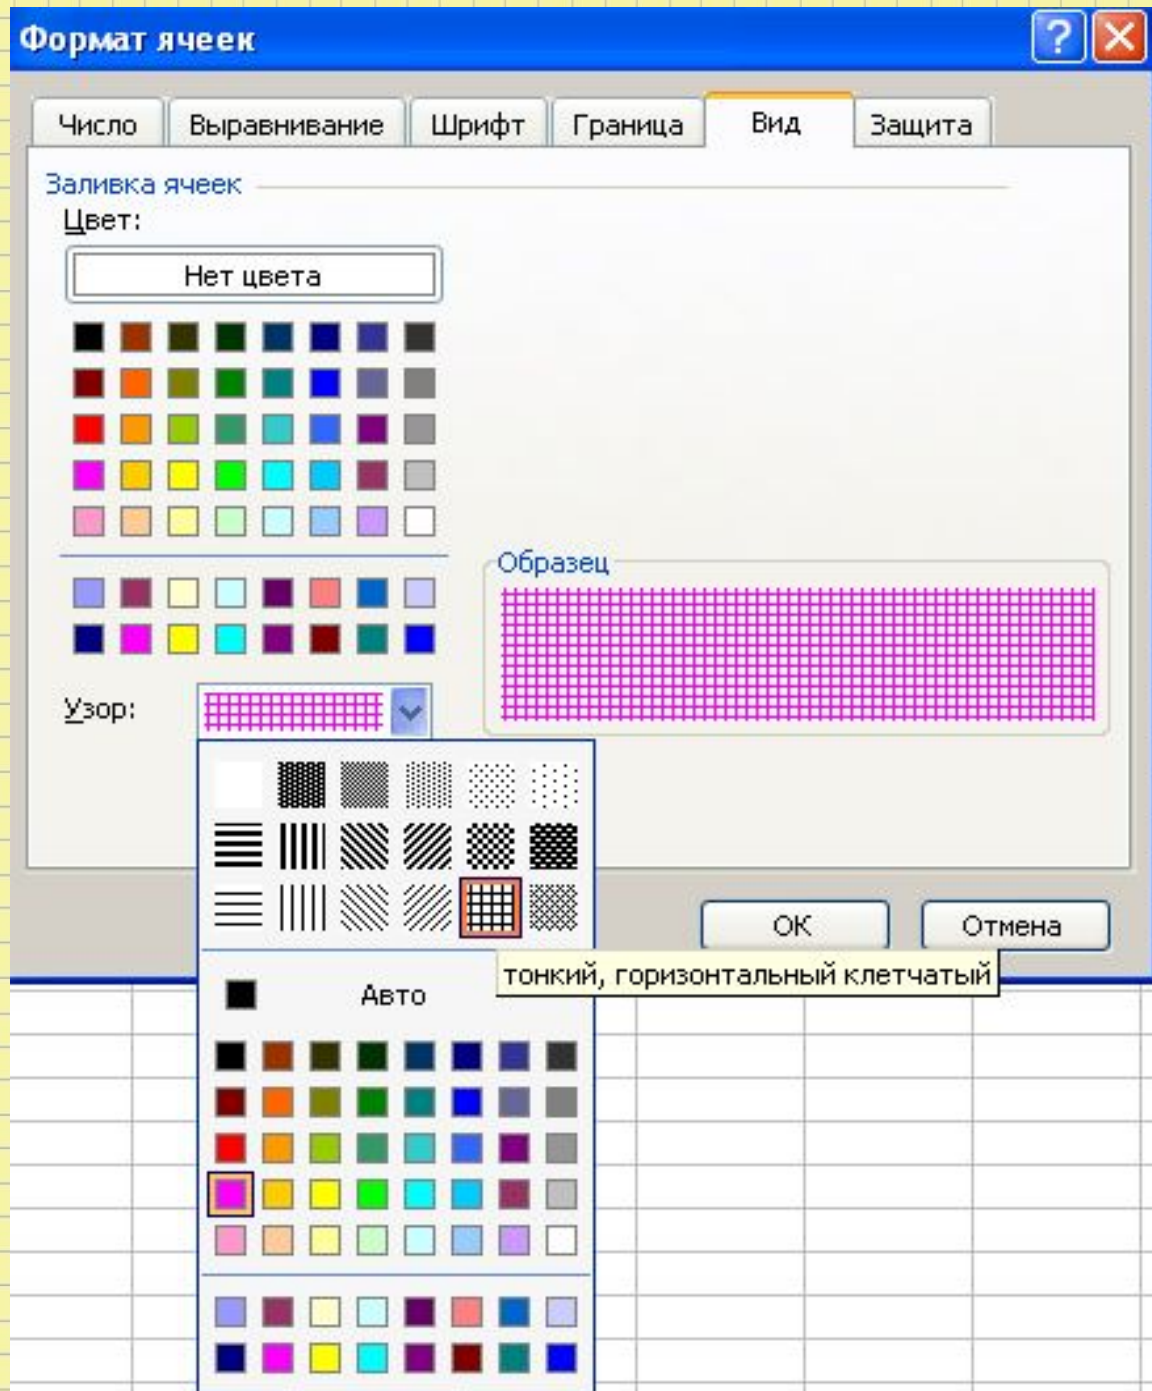 Формат ячеек
?
Число Выравнивание Шрифт Граница Вид Защита
Заливка ячеек
Цвет:
Нет цвета
Образец
Узор:
ОК Отмена
тонкий, горизонтальный клетчатый
Авто